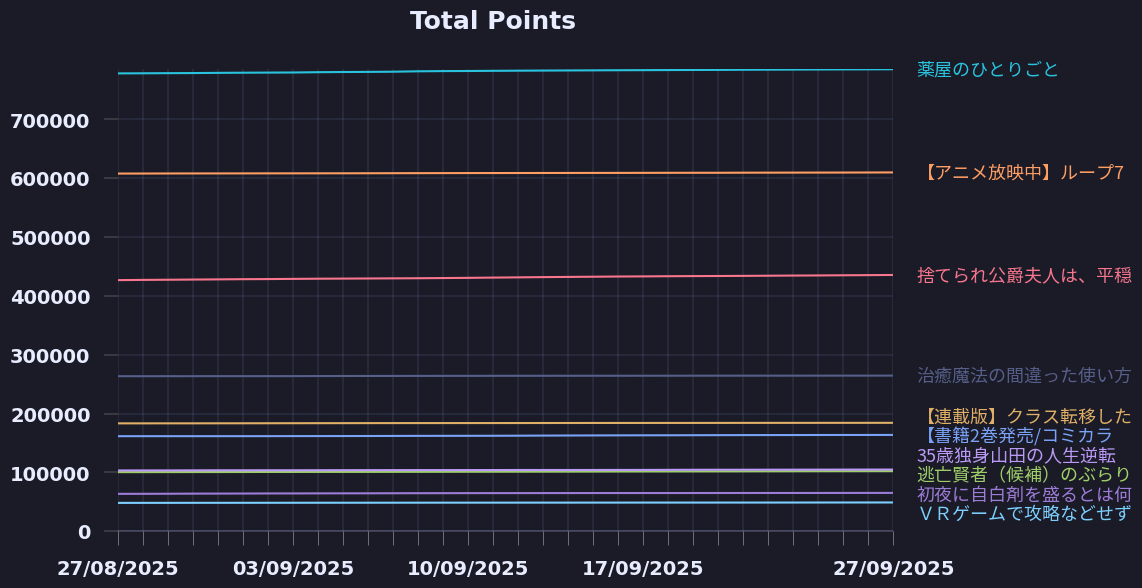 Total Points
薬屋のひとりごと
700000
【アニメ放映中】ループ7
600000
500000
捨てられ公爵夫人は、平穏
400000
300000
治癒魔法の間違った使い方
200000
【連載版】クラス転移した
【書籍2巻発売/コミカラ
35歳独身山田の人生逆転
100000
逃亡賢者（候補）のぶらり
初夜に自白剤を盛るとは何
ＶＲゲームで攻略などせず
0
27/08/2025 03/09/2025 10/09/2025 17/09/2025 27/09/2025